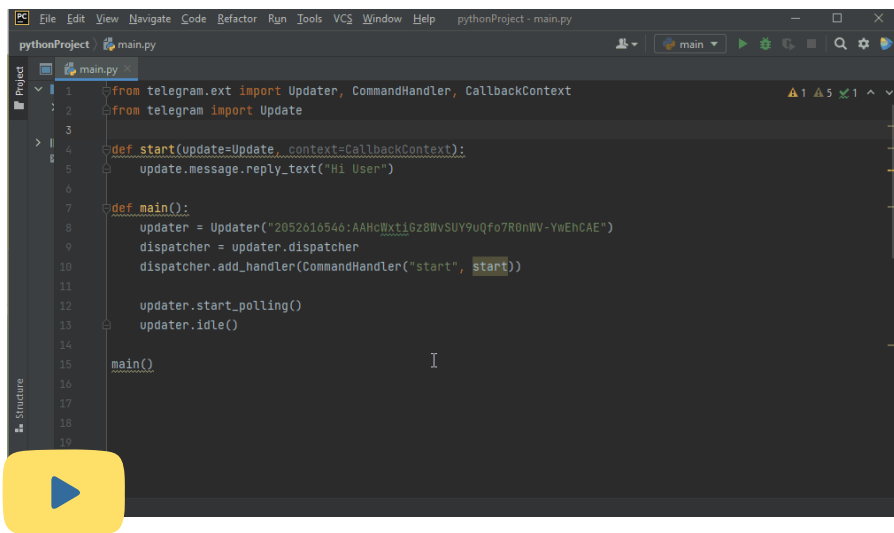 PC File Edit View Navigate Code Refactor Run Tools VCS Window Help pythonProject - main.py
pythonProject main.py main
Project main.py
1 from telegram.ext import Updater, CommandHandler, CallbackContext 1 5 1
2 from telegram import Update
3
4 def start(update=Update, context=CallbackContext):
5 update.message.reply_text("Hi User")
6
7 def main():
8 updater = Updater("2052616546:AAHcWxtiGz8WvSUY9uQfo7R0nWV-YwEhCAE")
9 dispatcher = updater.dispatcher
10 dispatcher.add_handler(CommandHandler("start", start))
11
12 updater.start_polling()
13 updater.idle()
14
15 main()
16
17
18
19
Structure